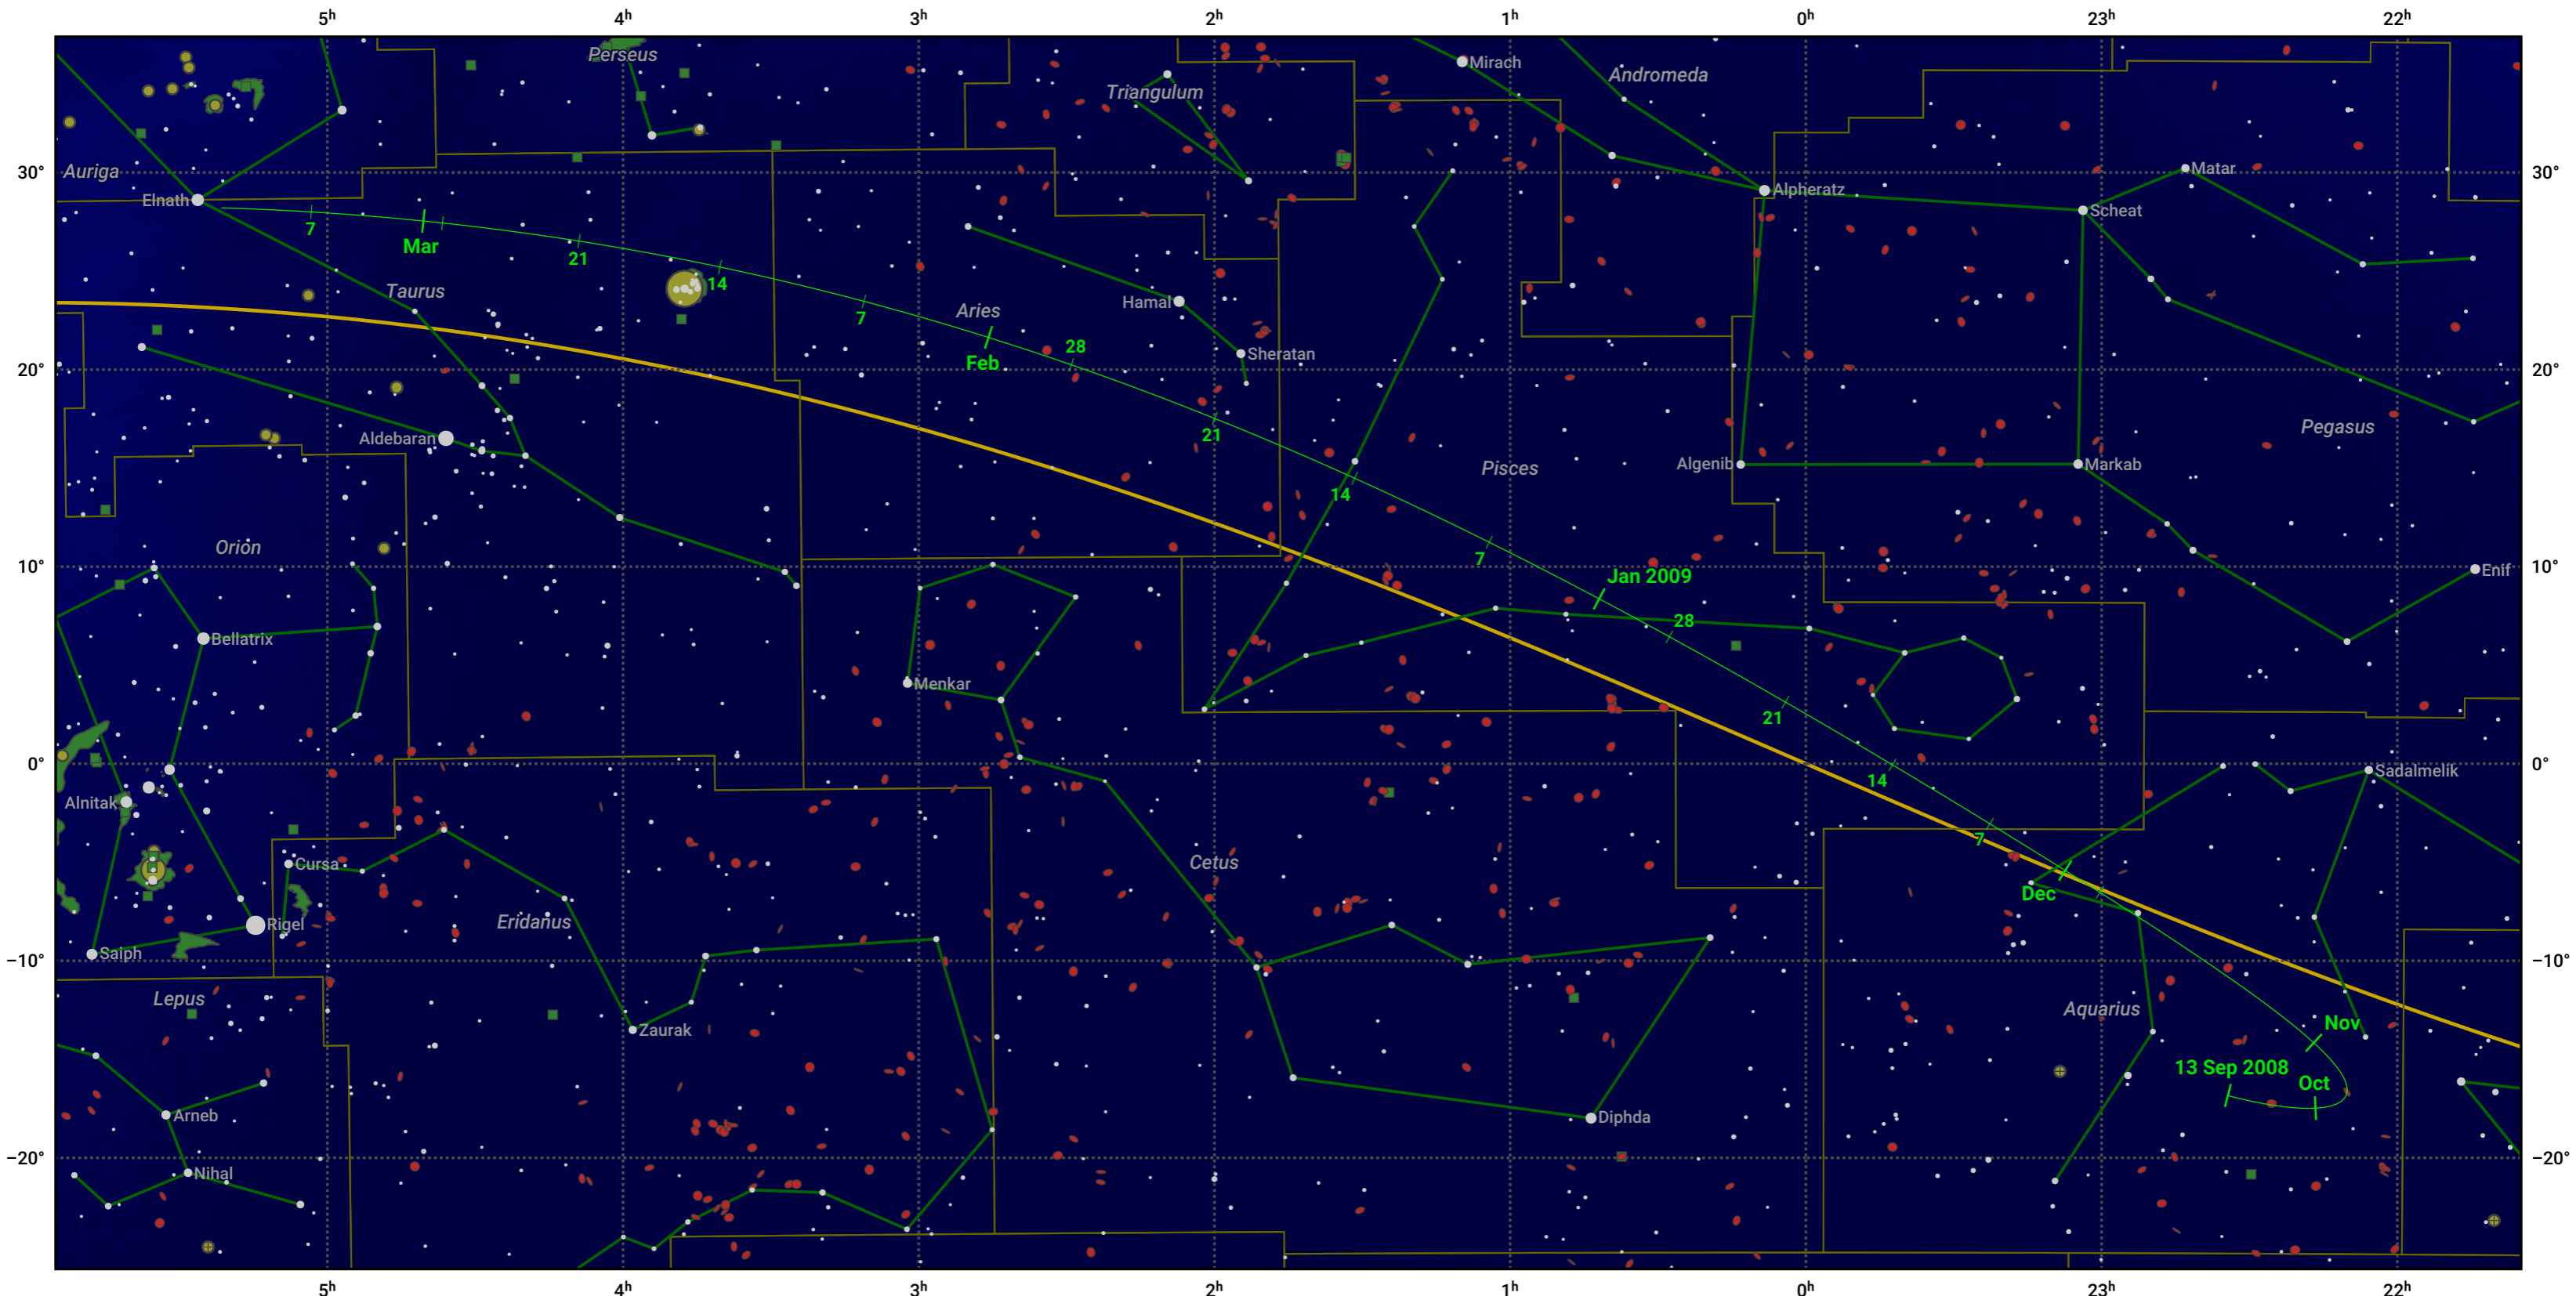 5ʰ 4ʰ 3ʰ 2ʰ 1ʰ 0ʰ 23ʰ 22ʰ
Perseus
Mirach
Andromeda
Triangulum
30° Auriga
Matar 30°
Alpheratz
Elnath
Scheat
7
Mar
21
14
Taurus
Hamal
Aries
7
28
Feb
Sheratan
20° 20°
Pegasus
21
Aldebaran
Pisces
Algenib
Markab
14
Orion
7
10° Enif 10°
Jan 2009
28
Bellatrix
Menkar
21
0° 0°
Sadalmelik
14
Alnitak
7
Cursa
Cetus
Dec
Eridanus
Rigel
Saiph
−10° −10°
Lepus
Aquarius
Nov
Zaurak
13 Sep 2008
Oct
Arneb
Diphda
−20° −20°
Nihal
5ʰ 4ʰ 3ʰ 2ʰ 1ʰ 0ʰ 23ʰ 22ʰ